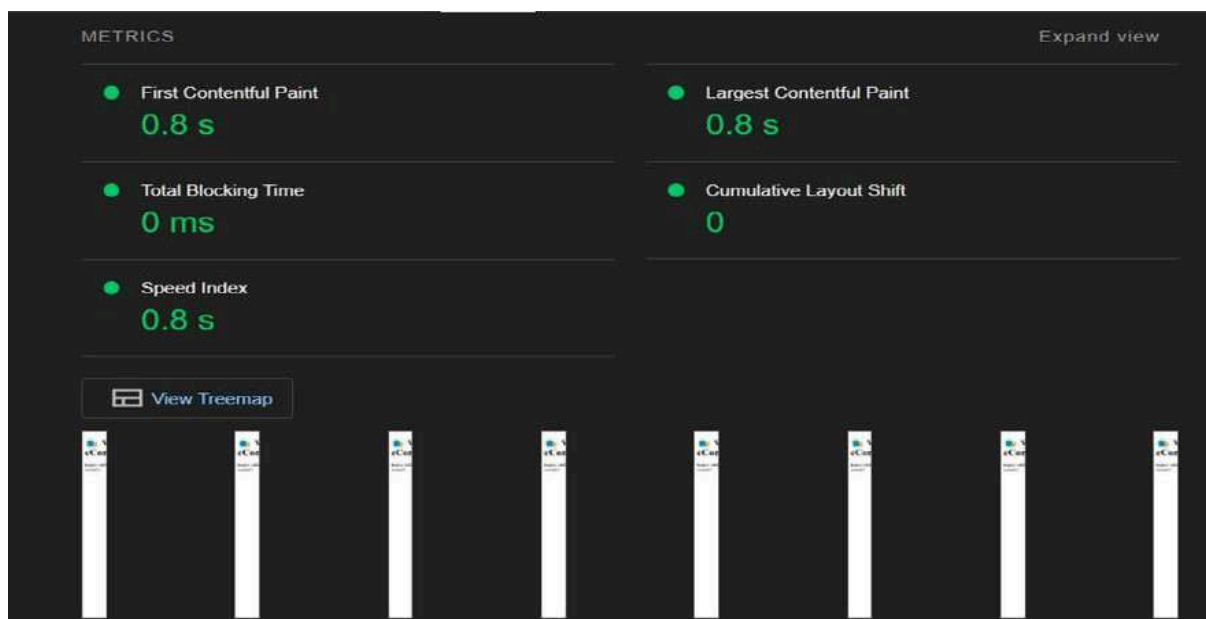 METRICS
Expand view
First Contentful Paint
0.8 s
Largest Contentful Paint
0.8 s
Total Blocking Time
0 ms
Cumulative Layout Shift
0
Speed Index
0.8 s
View Treemap